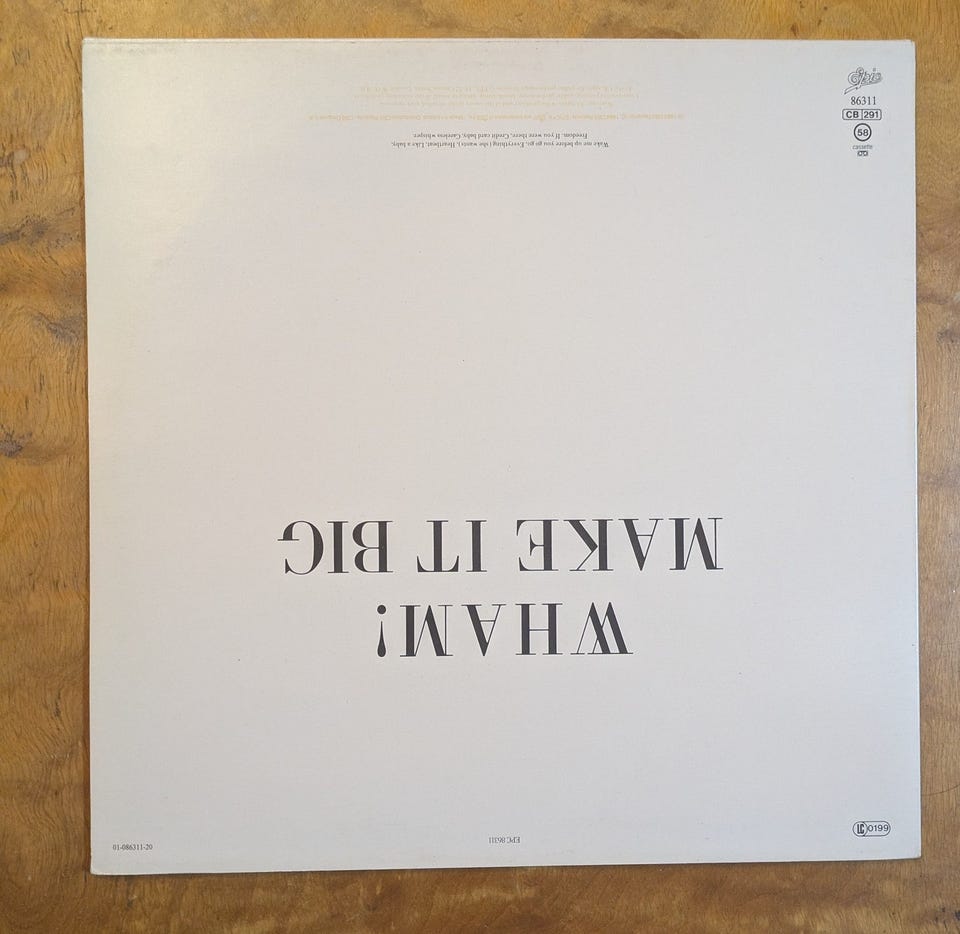 Epic
86311
CB 291
58
cassette
WHAM!
MAKE IT BIG
Wake me up before you go go, Everything ( she wants ), Heartbeat, Like a baby,
Freedom, If you were there, Credit card baby, Careless whisper.
EPC 86311
LC 0199
01-086311-20